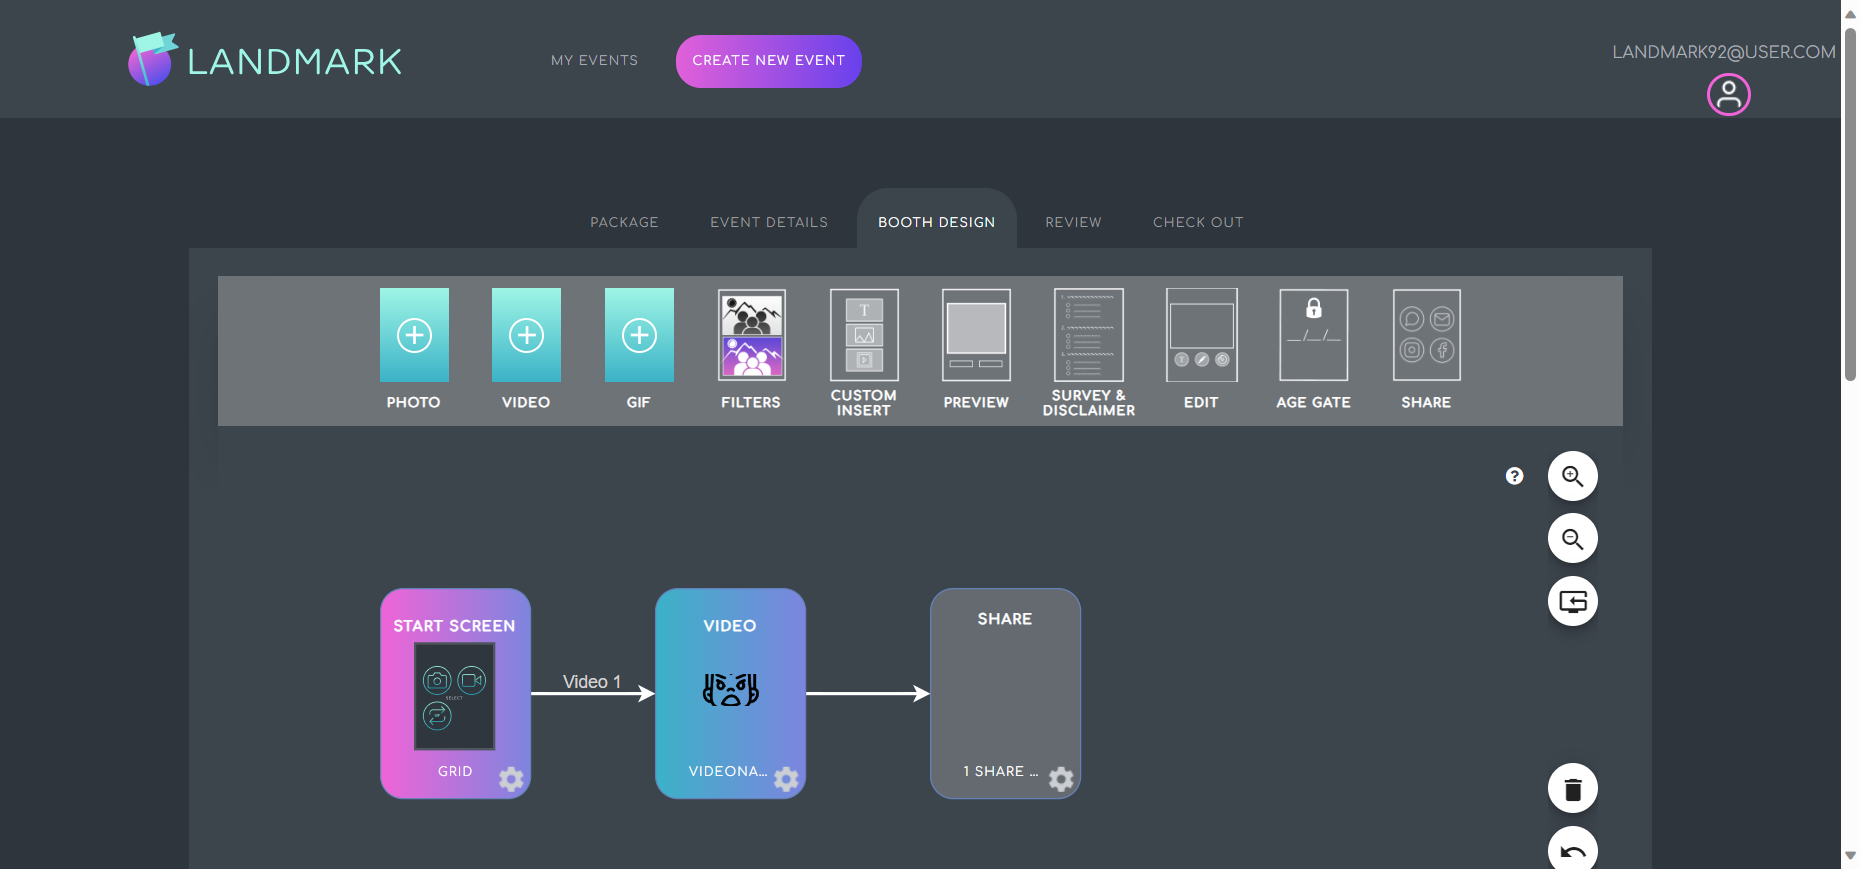 LANDMARK
MY EVENTS
CREATE NEW EVENT
LANDMARK92@USER.COM
PACKAGE
EVENT DETAILS
BOOTH DESIGN
REVIEW
CHECK OUT
PHOTO
VIDEO
GIF
FILTERS
T
CUSTOM
INSERT
PREVIEW
SURVEY &
DISCLAIMER
EDIT
AGE GATE
SHARE
?
START SCREEN
SELECT
GRID
Video 1
VIDEO
VIDEONA...
SHARE
1 SHARE ...